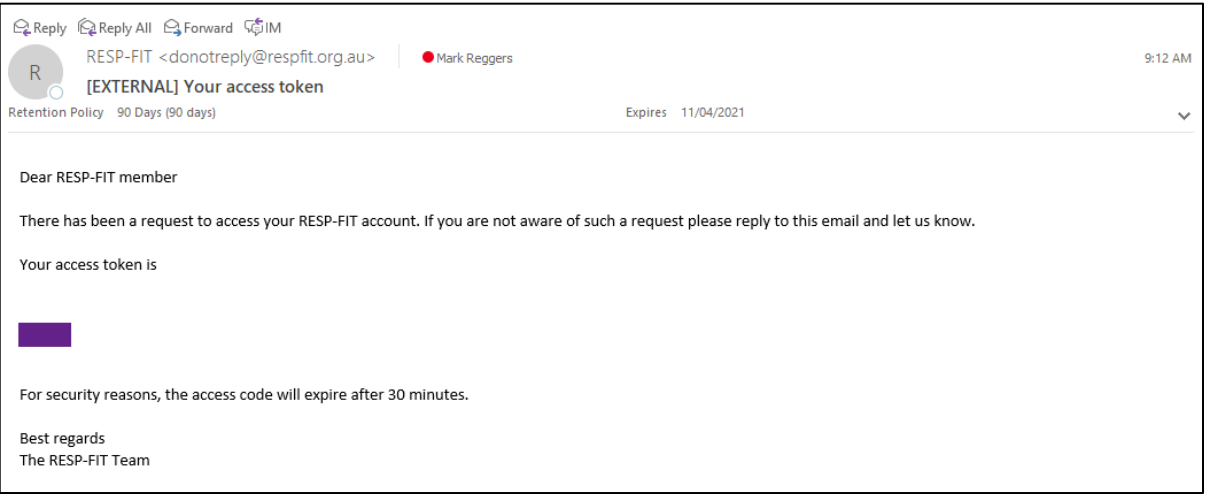 Reply Reply All Forward IM
R
RESP-FIT <donotreply@respfit.org.au> Mark Reggers 9:12 AM
[EXTERNAL] Your access token
Retention Policy 90 Days (90 days) Expires 11/04/2021
Dear RESP-FIT member
There has been a request to access your RESP-FIT account. If you are not aware of such a request please reply to this email and let us know.
Your access token is
For security reasons, the access code will expire after 30 minutes.
Best regards
The RESP-FIT Team